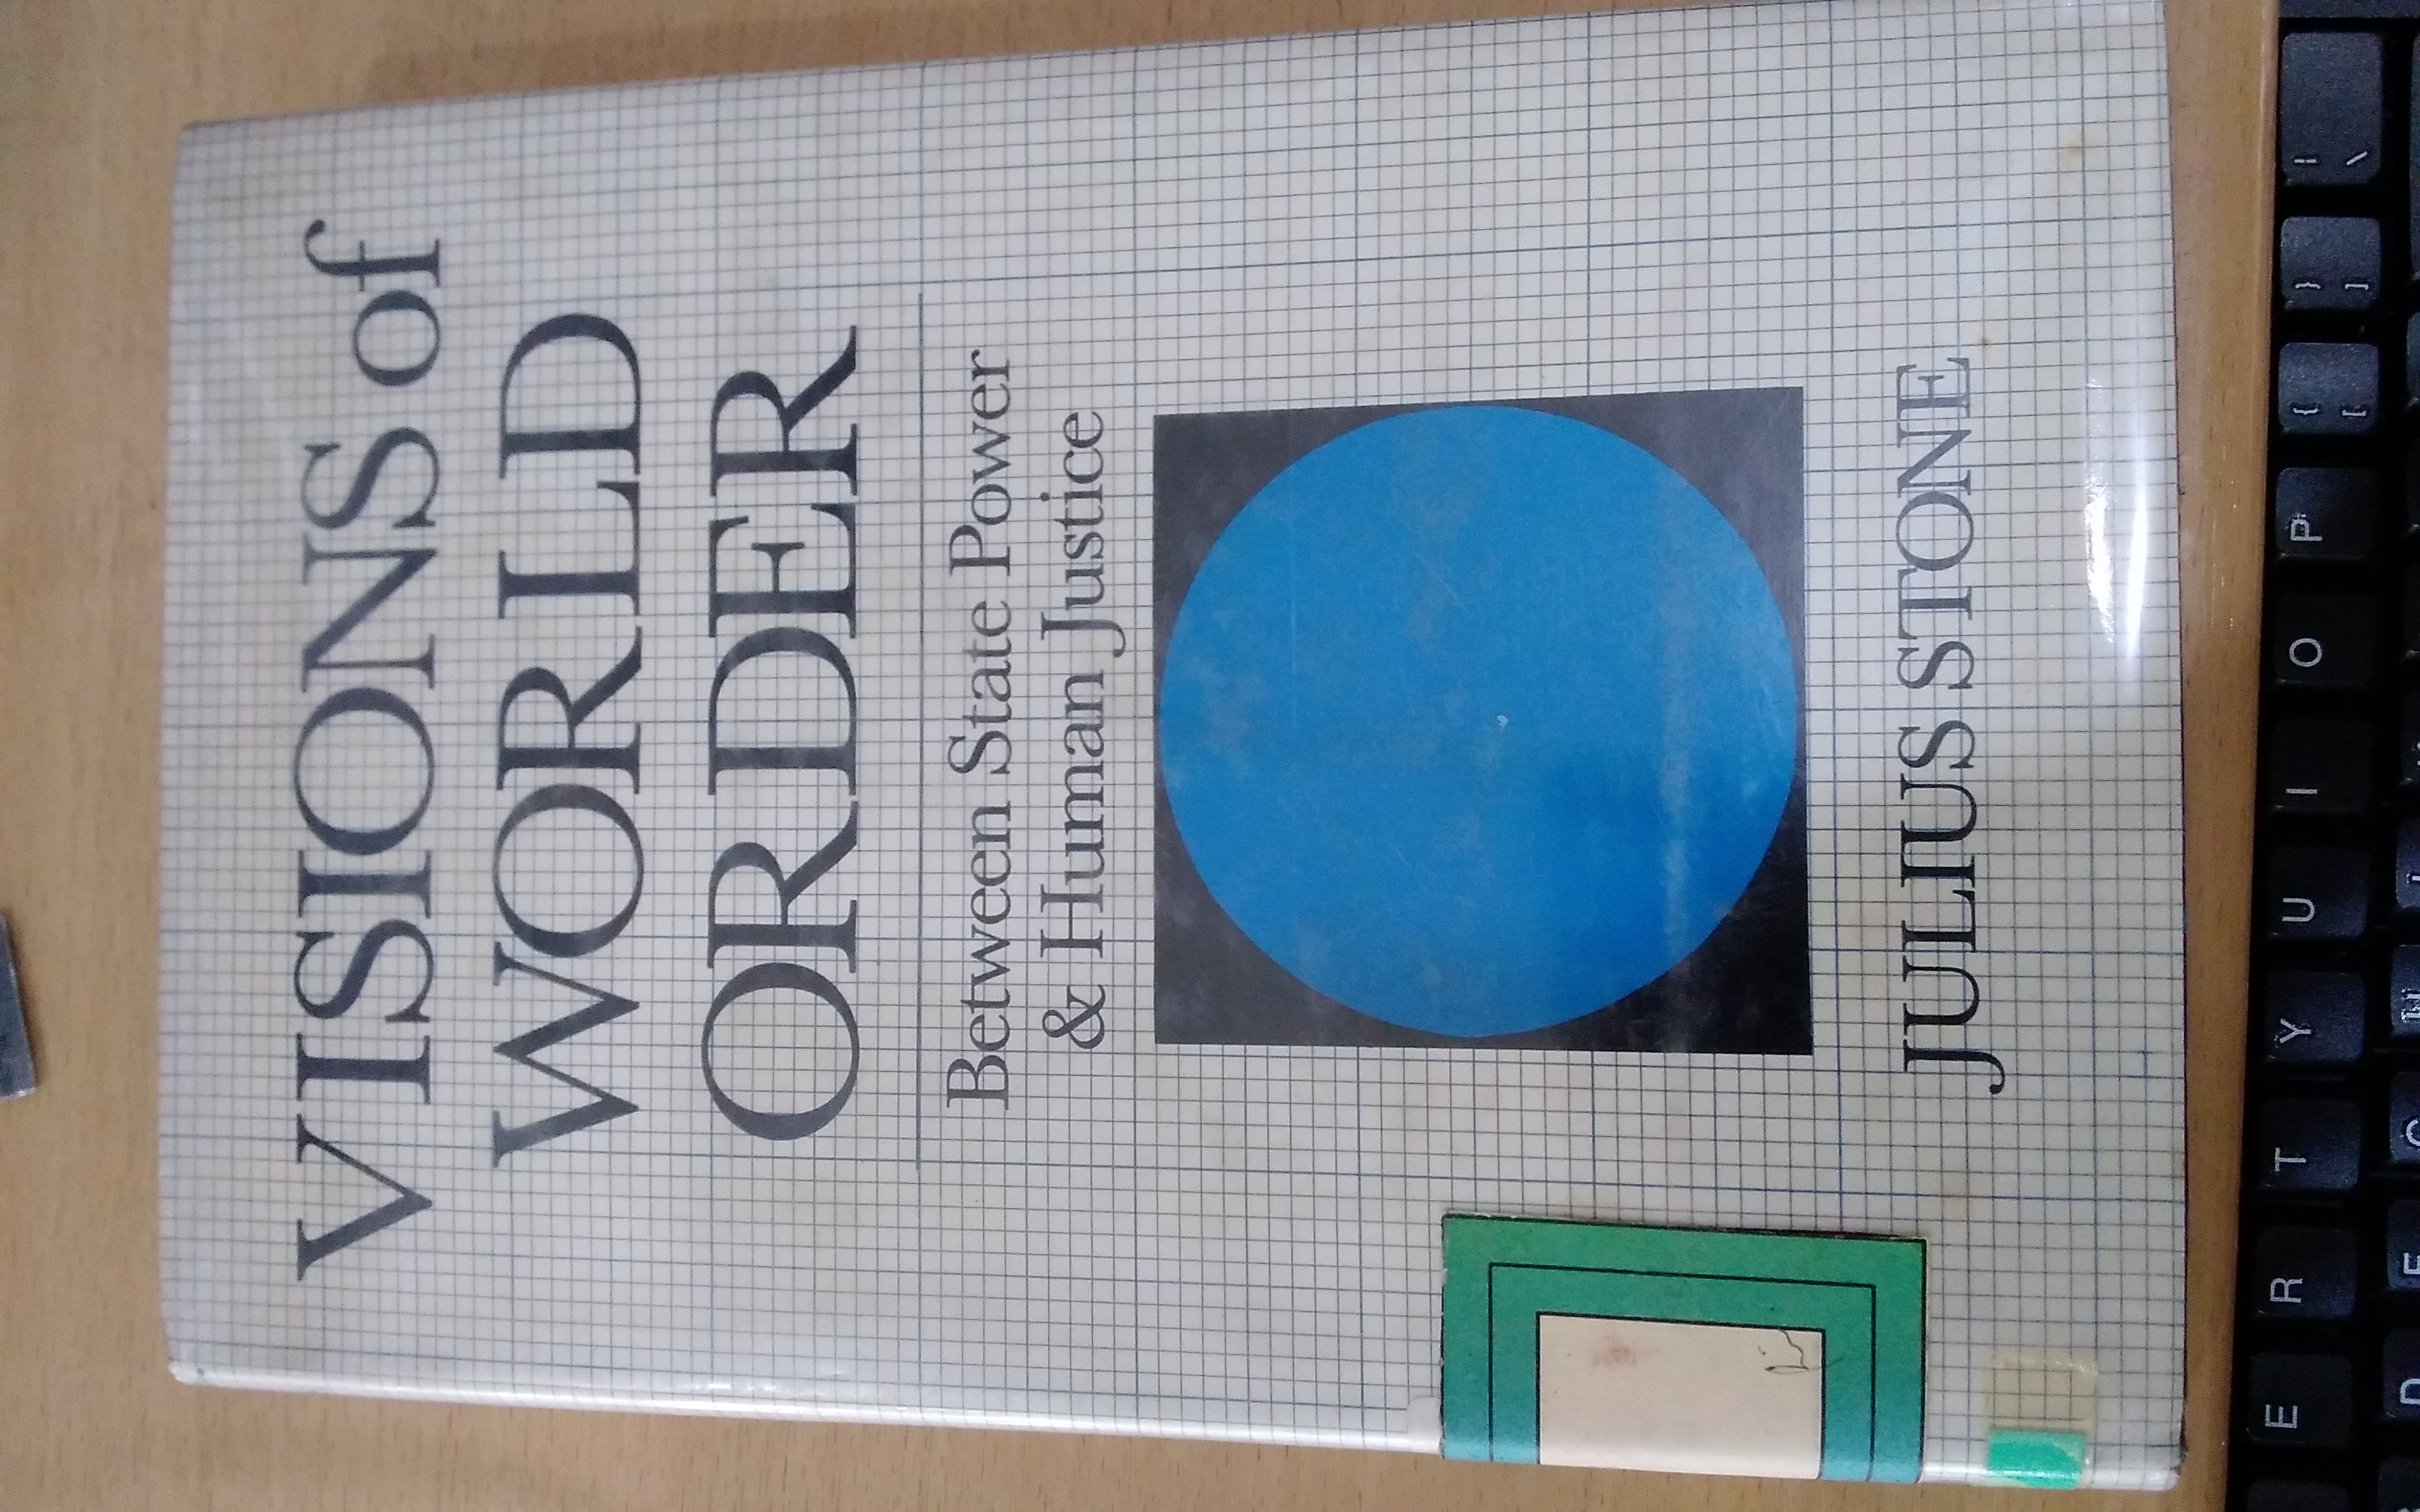 VISIONS of
WORLD
ORDER
Between State Power
& Human Justice
JULIUS STONE
E R T Y U I O P { [ } ] | \
D F